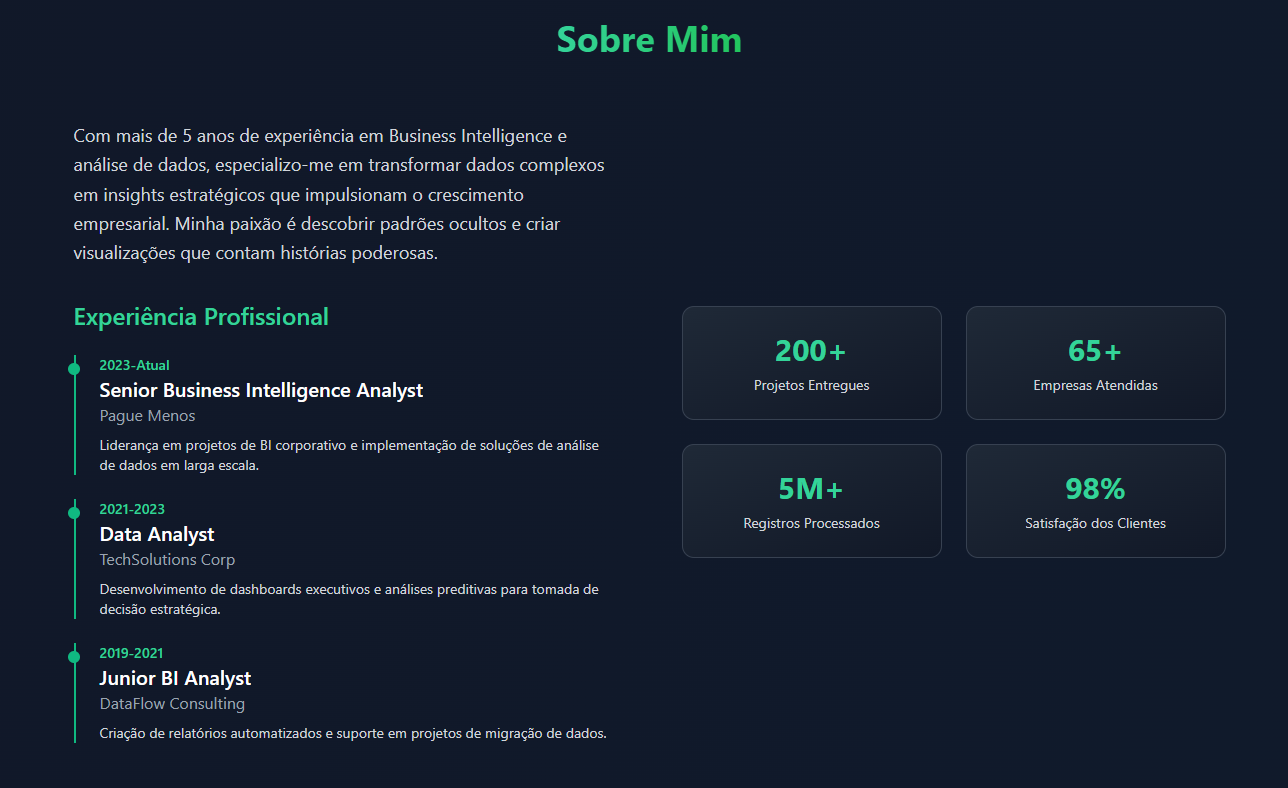 Sobre Mim
Com mais de 5 anos de experiência em Business Intelligence e
análise de dados, especializo-me em transformar dados complexos
em insights estratégicos que impulsionam o crescimento
empresarial. Minha paixão é descobrir padrões ocultos e criar
visualizações que contam histórias poderosas.
Experiência Profissional
2023-Atual
Senior Business Intelligence Analyst
Pague Menos
Liderança em projetos de BI corporativo e implementação de soluções de análise
de dados em larga escala.
2021-2023
Data Analyst
TechSolutions Corp
Desenvolvimento de dashboards executivos e análises preditivas para tomada de
decisão estratégica.
2019-2021
Junior BI Analyst
DataFlow Consulting
Criação de relatórios automatizados e suporte em projetos de migração de dados.
200+
Projetos Entregues
65+
Empresas Atendidas
5M+
Registros Processados
98%
Satisfação dos Clientes